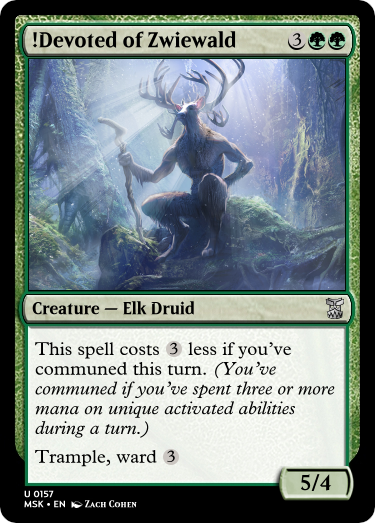 !Devoted of Zwiewald 3
Creature — Elk Druid
This spell costs 3 less if you've
communed this turn. (You've
communed if you've spent three or more
mana on unique activated abilities
during a turn.)
Trample, ward 3
5/4
U 0157
MSK • EN Zach Cohen